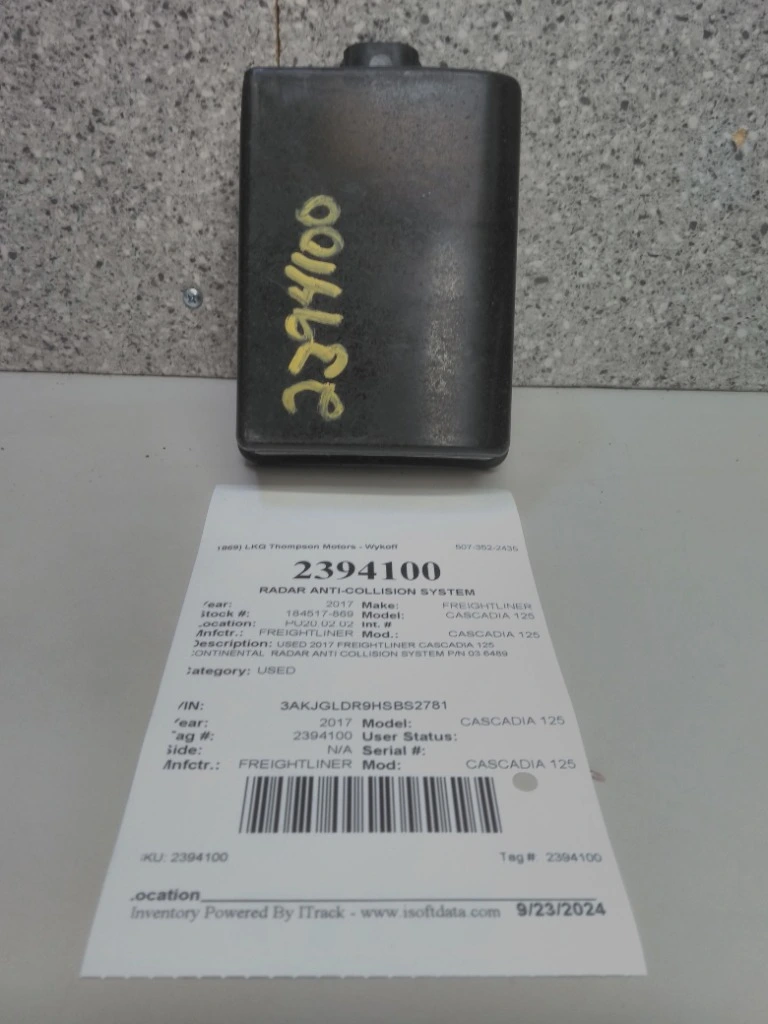 2394100
1869) LKQ Thompson Motors - Wykoff 507-352-2435
2394100
RADAR ANTI-COLLISION SYSTEM
Year: 2017 Make: FREIGHTLINER
Stock #: 184517-869 Model: CASCADIA 125
Location: PU20.02 02 Int. #
Mnfctr.: FREIGHTLINER Mod.: CASCADIA 125
Description: USED 2017 FREIGHTLINER CASCADIA 125
CONTINENTAL RADAR ANTI COLLISION SYSTEM P/N 03 6489
Category: USED
VIN: 3AKJGLDR9HSBS2781
Year: 2017 Model: CASCADIA 125
Tag #: 2394100 User Status:
Side: N/A Serial #:
Mnfctr.: FREIGHTLINER Mod: CASCADIA 125
SKU: 2394100 Tag# 2394100
Location
Inventory Powered By ITrack - www.isoftdata.com 9/23/2024